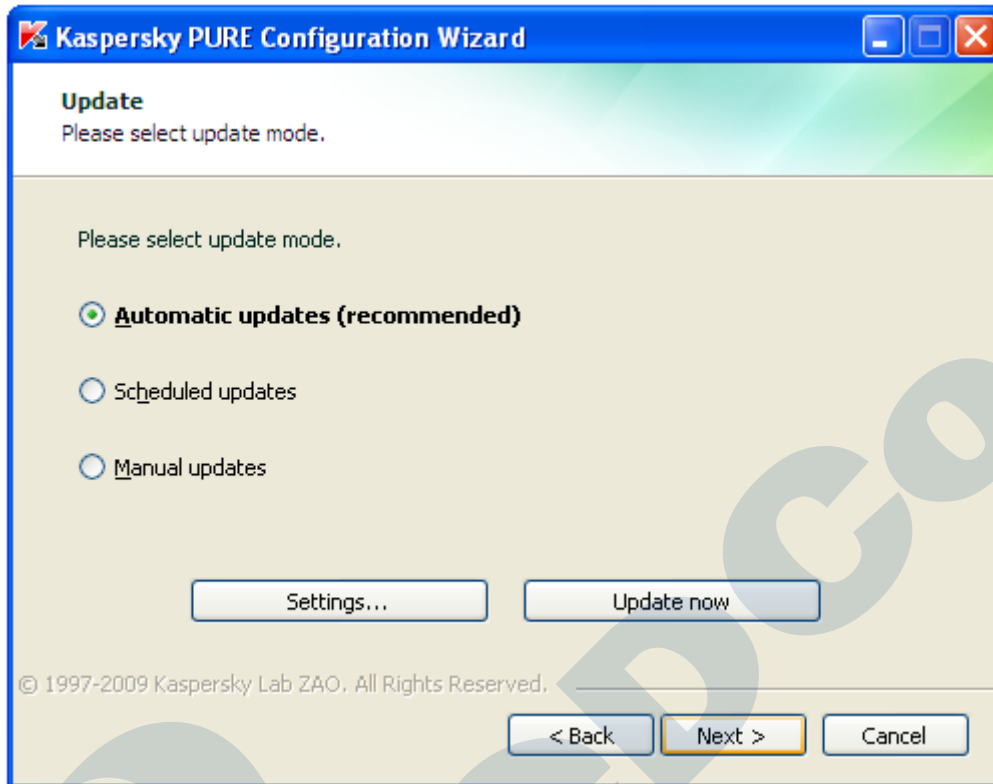 Kaspersky PURE Configuration Wizard
Update
Please select update mode.
Please select update mode.
Automatic updates (recommended)
Scheduled updates
Manual updates
Settings... Update now
© 1997-2009 Kaspersky Lab ZAO. All Rights Reserved.
< Back Next > Cancel